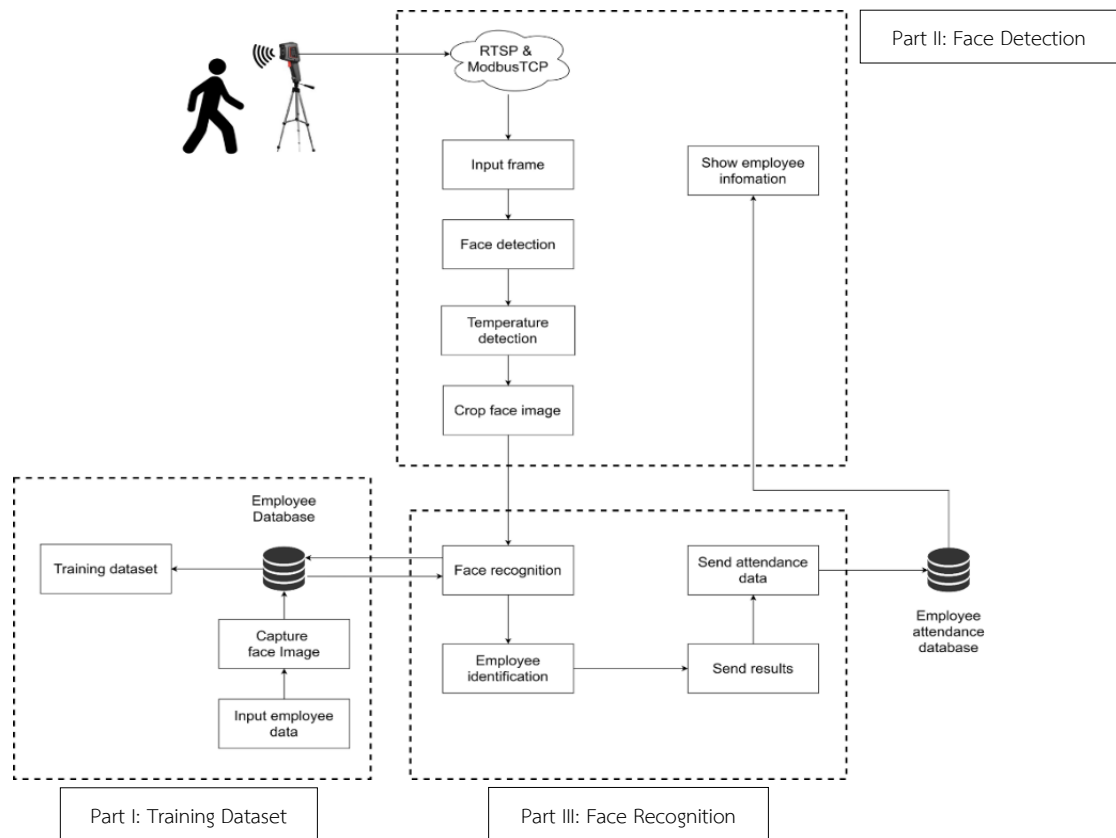 Part II: Face Detection
RTSP &
ModbusTCP
Input frame
Show employee
infomation
Face detection
Temperature
detection
Crop face image
Employee
Database
Training dataset
Face recognition
Send attendance
data
Capture
face Image
Employee
identification
Send results
Employee
attendance
database
Input employee
data
Part I: Training Dataset
Part III: Face Recognition